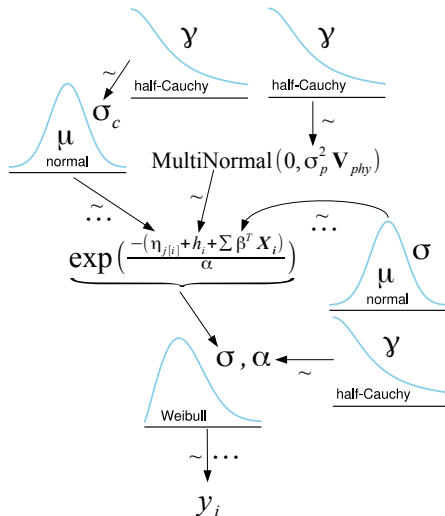 γ
half-Cauchy
γ
half-Cauchy
~
~
σ_c
μ
normal
MultiNormal(0, σ_p^2 V_phy)
~
...
~
~
...
exp(−(η_j[i] + h_i + Σ β^T X_i) / α)
σ
μ
normal
σ, α
~
γ
half-Cauchy
Weibull
~ ...
y_i